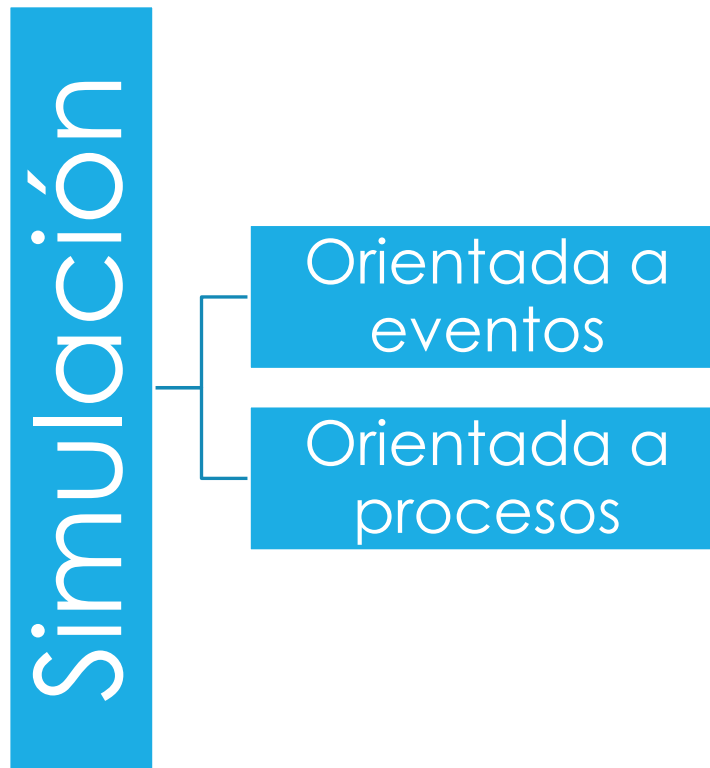 Simulación
Orientada a
eventos
Orientada a
procesos